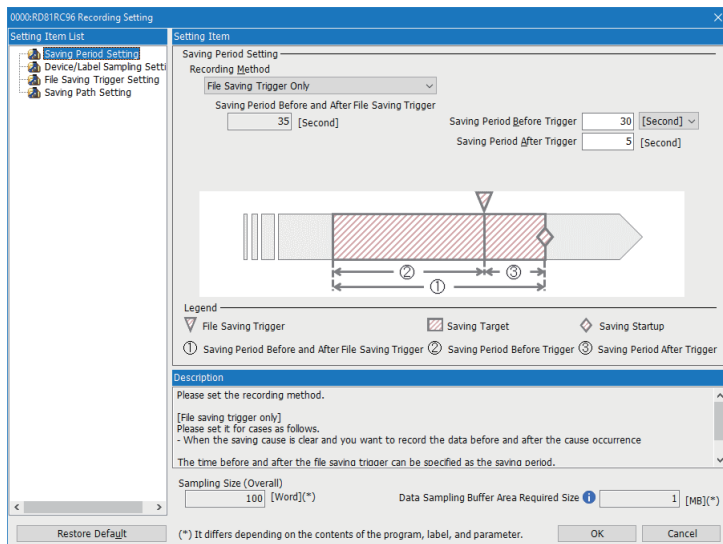 0000:RD81RC96 Recording Setting
Setting Item List
Saving Period Setting
Device/Label Sampling Setti
File Saving Trigger Setting
Saving Path Setting
Setting Item
Saving Period Setting
Recording Method
File Saving Trigger Only
Saving Period Before and After File Saving Trigger
35 [Second]
Saving Period Before Trigger 30 [Second]
Saving Period After Trigger 5 [Second]
② ③
①
Legend
File Saving Trigger Saving Target Saving Startup
① Saving Period Before and After File Saving Trigger ② Saving Period Before Trigger ③ Saving Period After Trigger
Description
Please set the recording method.
[File saving trigger only]
Please set it for cases as follows.
- When the saving cause is clear and you want to record the data before and after the cause occurrence
The time before and after the file saving trigger can be specified as the saving period.
Sampling Size (Overall)
100 [Word](*)
Data Sampling Buffer Area Required Size 1 [MB](*)
Restore Default
(*) It differs depending on the contents of the program, label, and parameter.
OK
Cancel